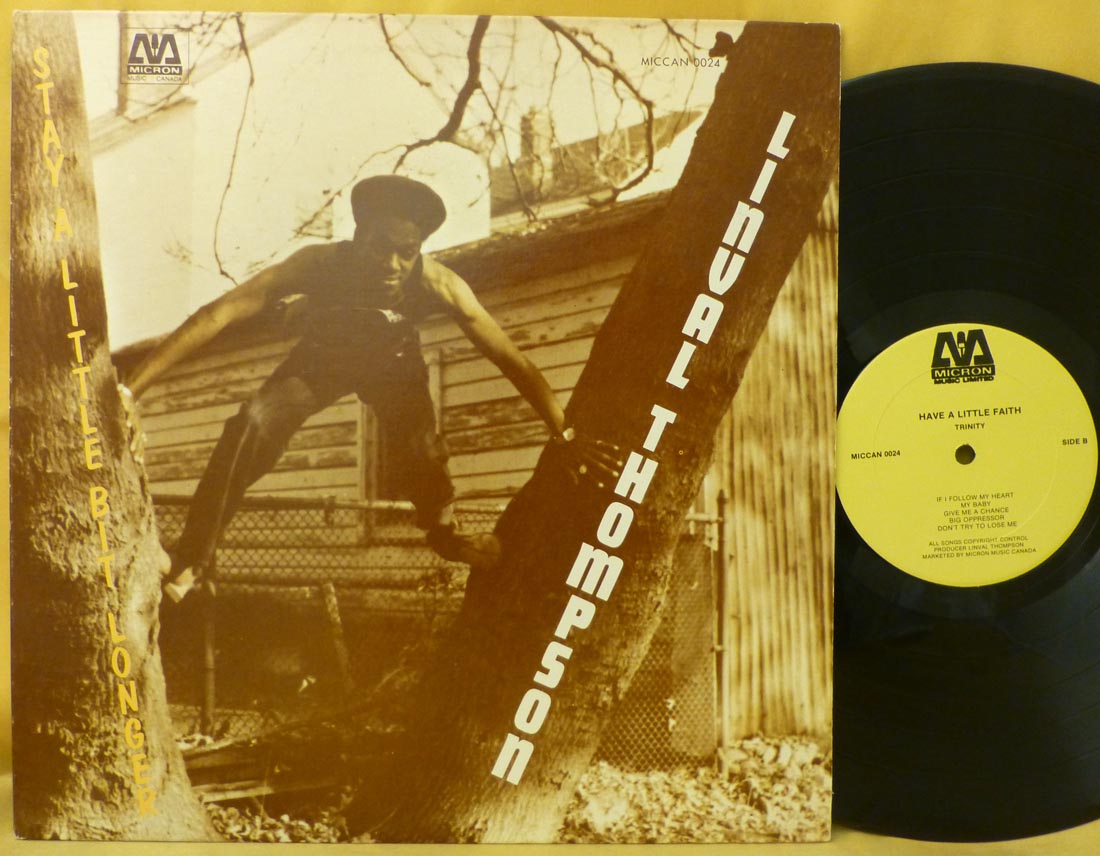 MICRON
MUSIC CANADA
MICCAN 0024
STAY A LITTLE BIT LONGER
LINVAL THOMPSON
MICRON
MUSIC LIMITED
HAVE A LITTLE FAITH
TRINITY
MICCAN 0024
SIDE B
IF I FOLLOW MY HEART
MY BABY
GIVE ME A CHANCE
BIG OPPRESSOR
DON'T TRY TO LOSE ME
ALL SONGS COPYRIGHT CONTROL
PRODUCER LINVAL THOMPSON
MARKETED BY MICRON MUSIC CANADA